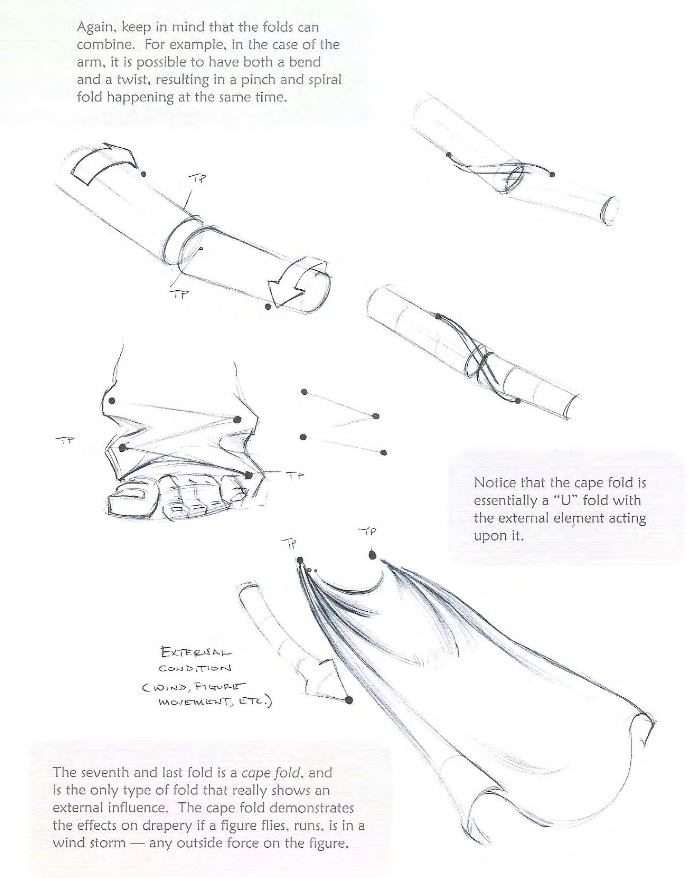 Again, keep in mind that the folds can
combine. For example, in the case of the
arm, it is possible to have both a bend
and a twist, resulting in a pinch and spiral
fold happening at the same time.
TP
TP
TP
TP
Notice that the cape fold is
essentially a "U" fold with
the external element acting
upon it.
TP
TP
EXTERNAL
CONDITION
(WIND, FIGURE
MOVEMENT, ETC.)
The seventh and last fold is a cape fold, and
is the only type of fold that really shows an
external influence. The cape fold demonstrates
the effects on drapery if a figure flies, runs, is in a
wind storm — any outside force on the figure.